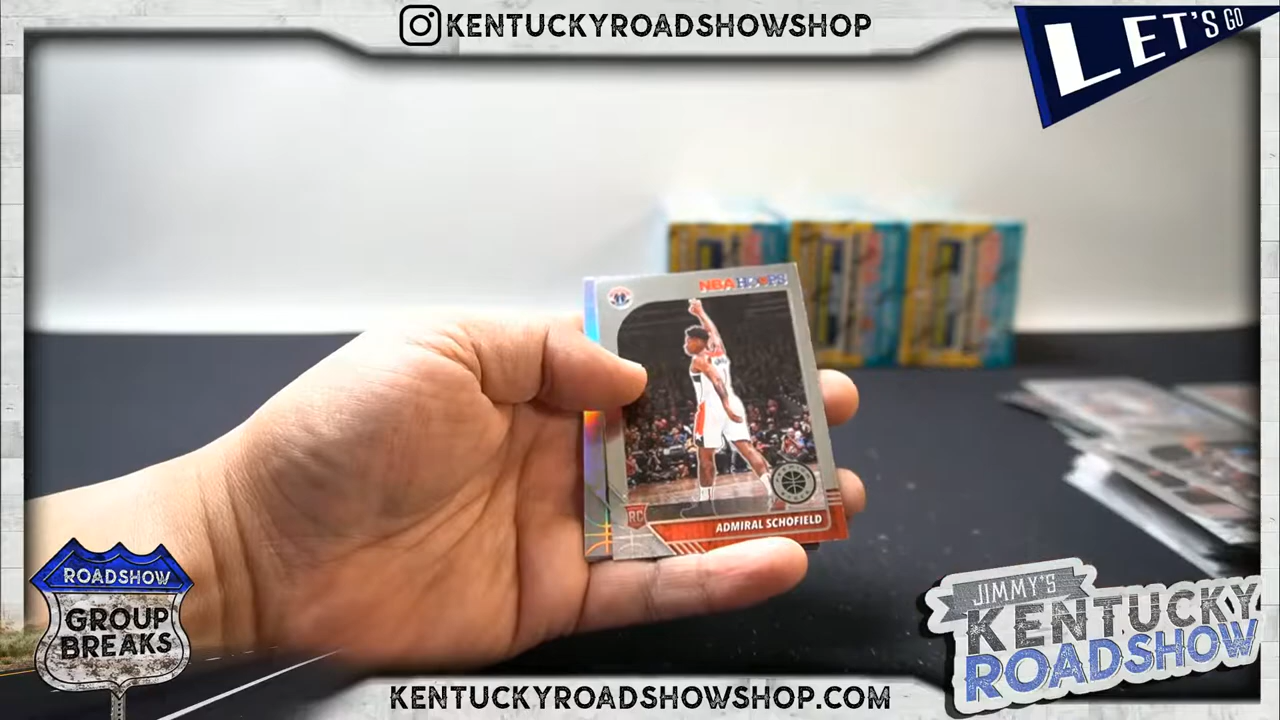 KENTUCKYROADSHOWSHOP
LET'S GO
NBA HOOPS
RC
ADMIRAL SCHOFIELD
ROADSHOW
GROUP
BREAKS
JIMMY'S
KENTUCKY
ROADSHOW
KENTUCKYROADSHOWSHOP.COM